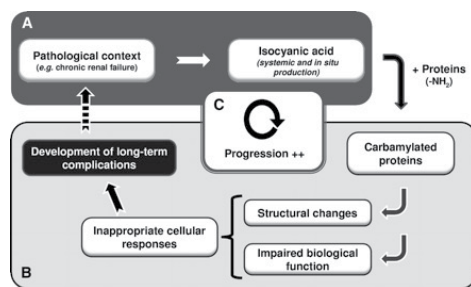 A
Pathological context
(e.g. chronic renal failure)
Isocyanic acid
(systemic and in situ
production)
+ Proteins
(-NH₂)
C
Progression ++
Development of long-term
complications
Carbamylated
proteins
Inappropriate cellular
responses
Structural changes
Impaired biological
function
B